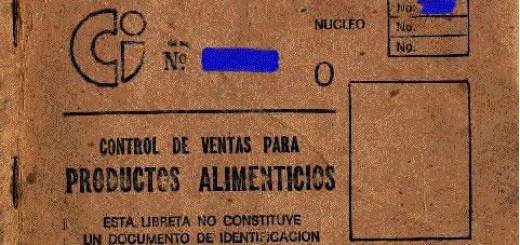 NUCLEO
No.
No.
No.
CCI
Nº
O
CONTROL DE VENTAS PARA
PRODUCTOS ALIMENTICIOS
ESTA LIBRETA NO CONSTITUYE
UN DOCUMENTO DE IDENTIFICACION